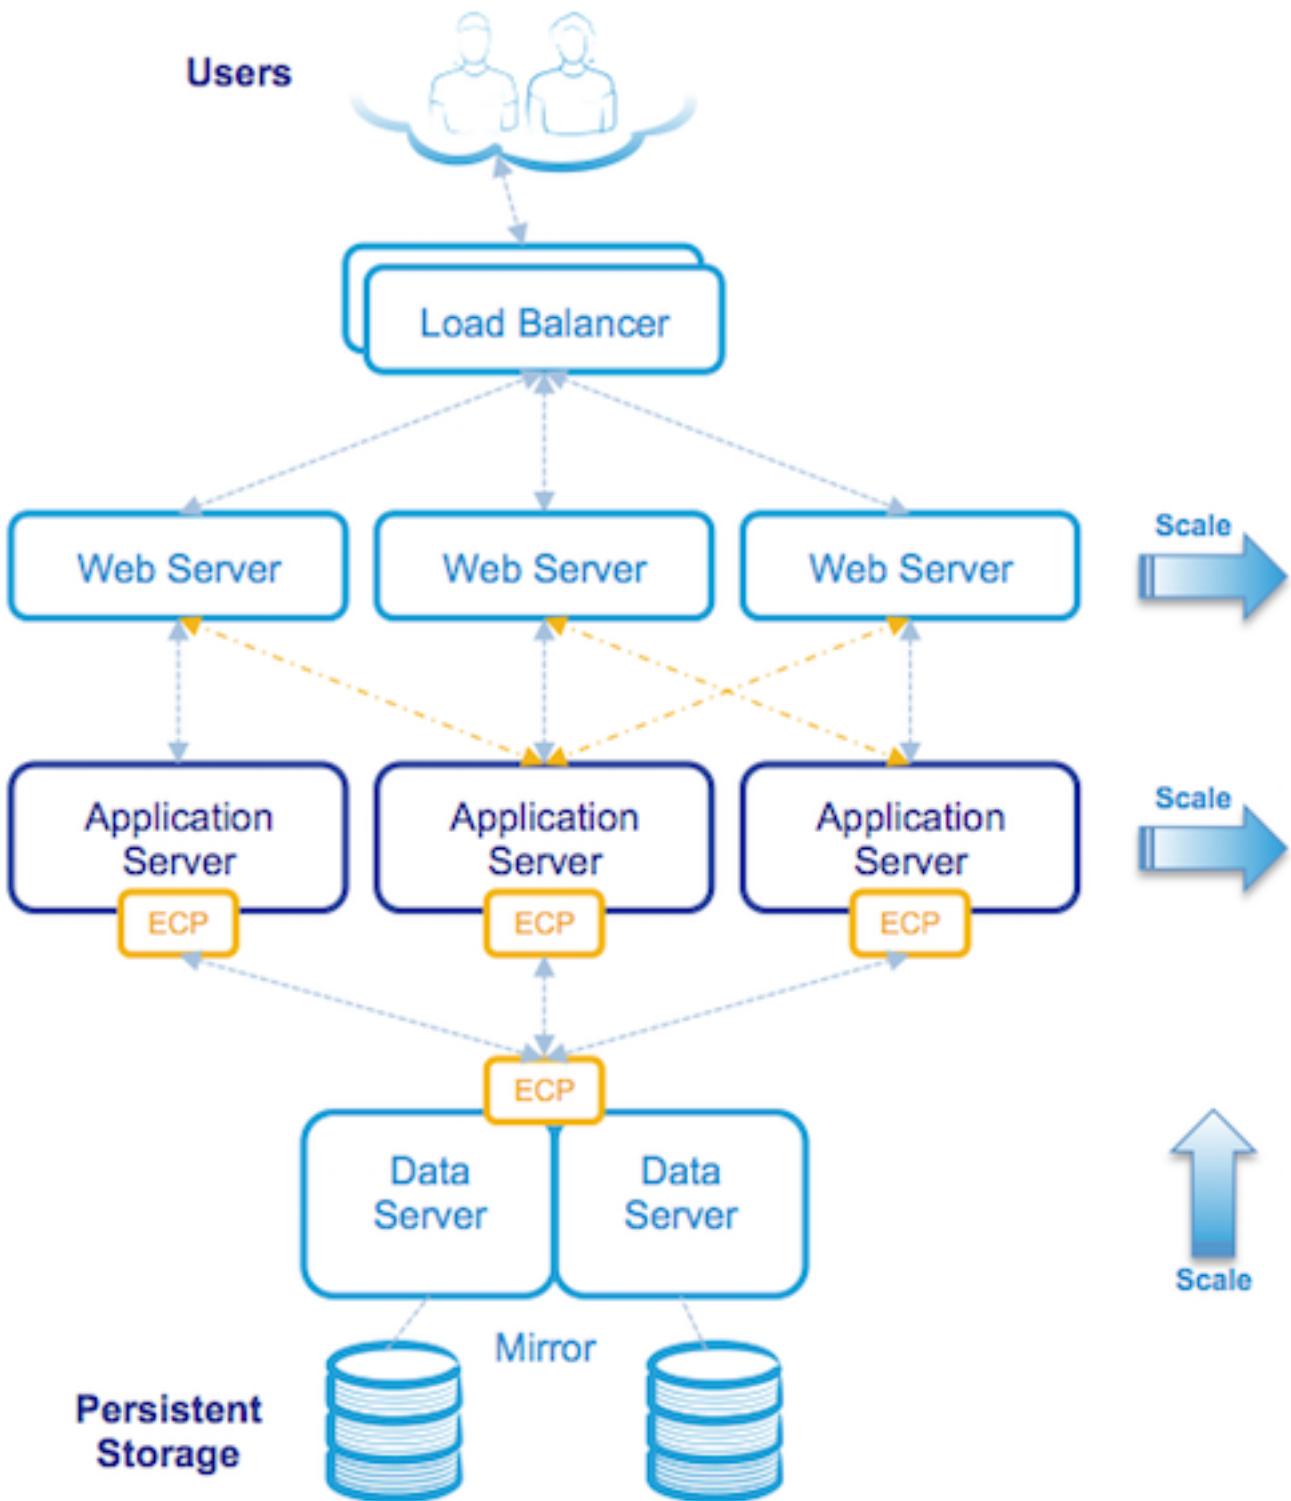 Users
Load Balancer
Web Server
Web Server
Web Server
Scale
Application
Server
Application
Server
Application
Server
Scale
ECP
ECP
ECP
ECP
Data
Server
Data
Server
Scale
Mirror
Persistent
Storage